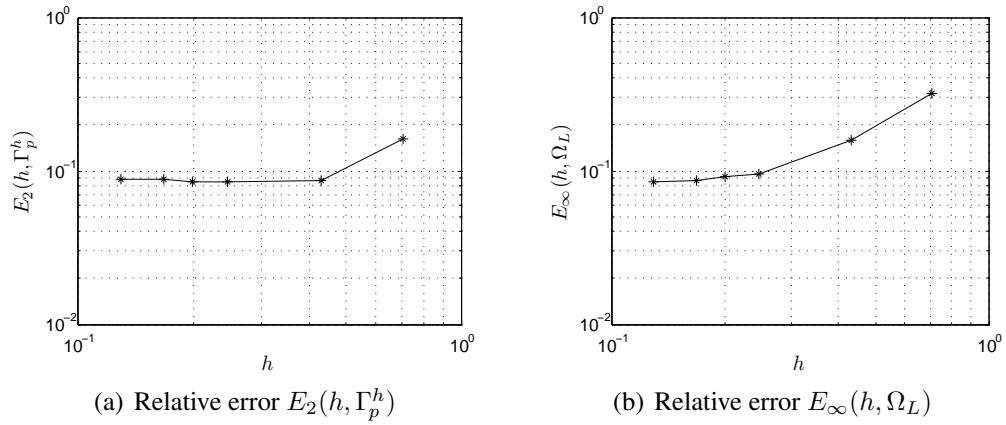 10^0
10^-1
10^-2
10^-1
10^0
E_2(h, Γ_p^h)
h
(a) Relative error E_2(h, Γ_p^h)
10^0
10^-1
10^-2
10^-1
10^0
E_∞(h, Ω_L)
h
(b) Relative error E_∞(h, Ω_L)